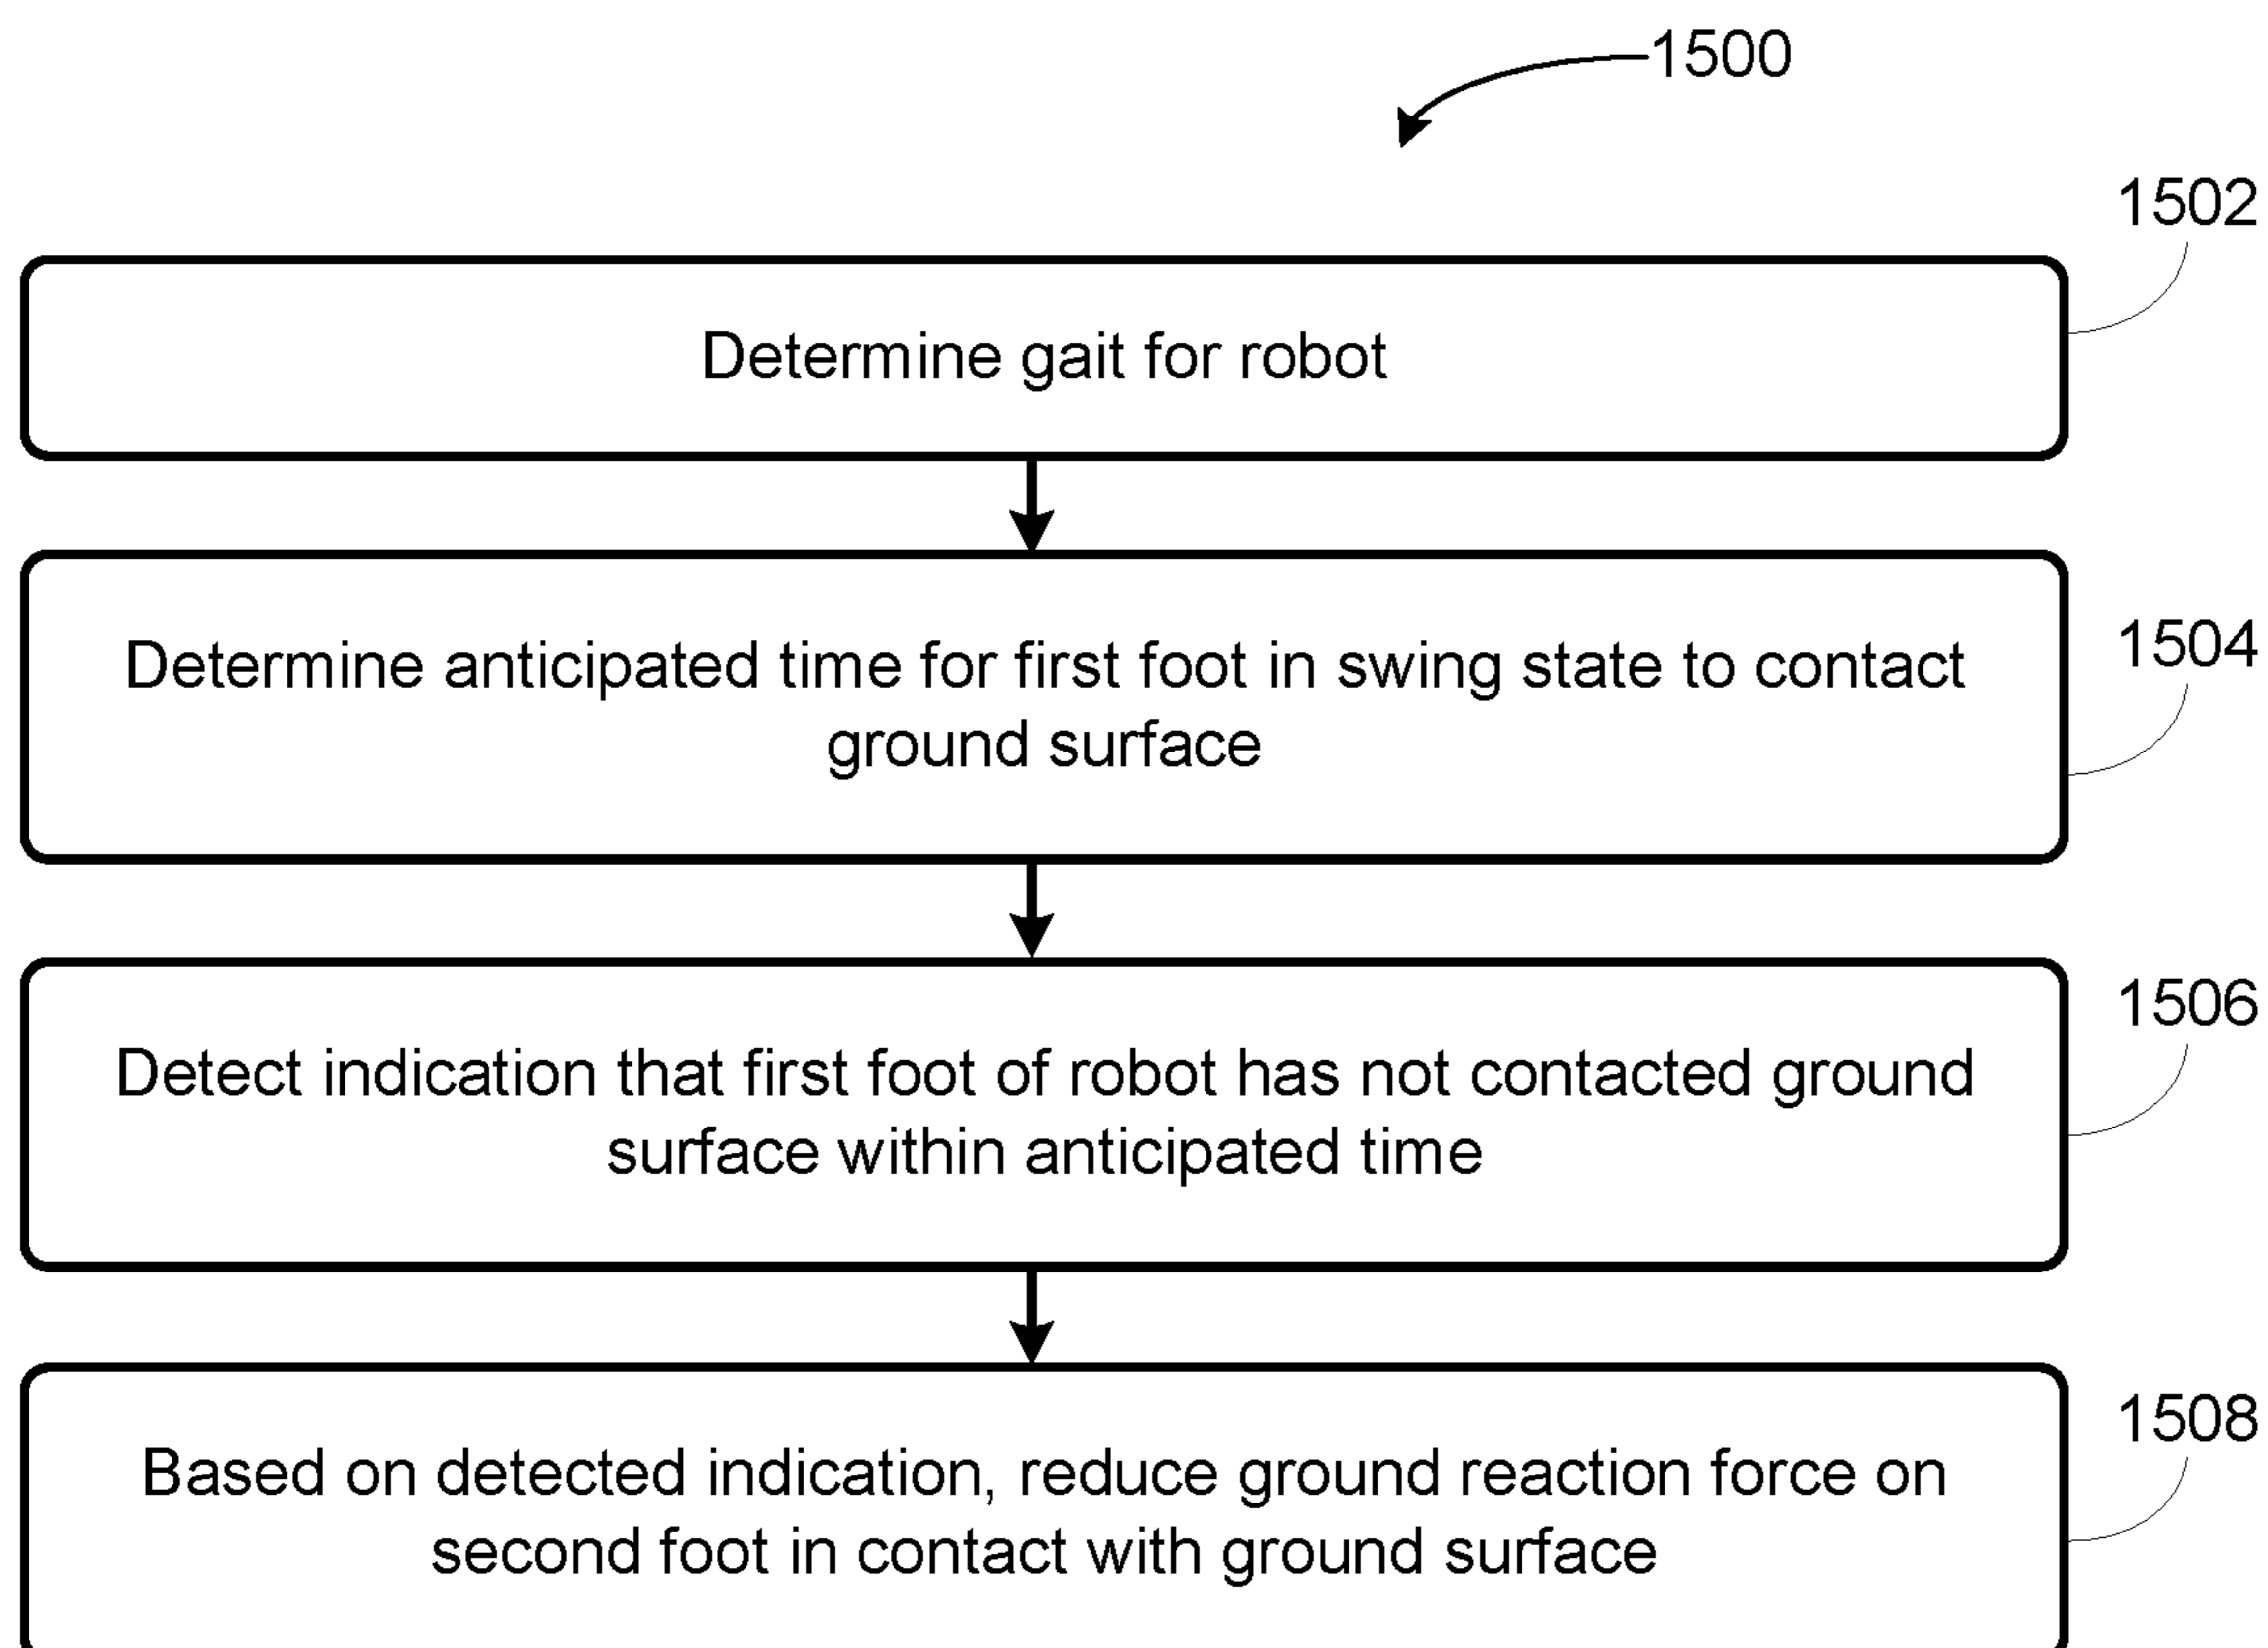 1500
1502
Determine gait for robot
1504
Determine anticipated time for first foot in swing state to contact
ground surface
1506
Detect indication that first foot of robot has not contacted ground
surface within anticipated time
1508
Based on detected indication, reduce ground reaction force on
second foot in contact with ground surface